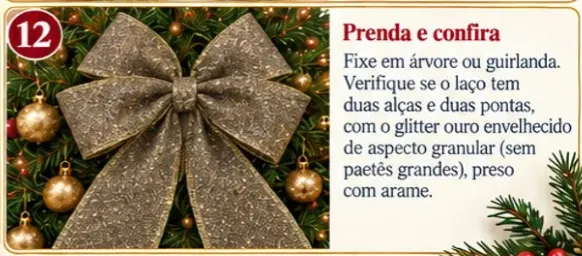 12
Prenda e confira
Fixe em árvore ou guirlanda.
Verifique se o laço tem
duas alças e duas pontas,
com o glitter ouro envelhecido
de aspecto granular (sem
paetês grandes), preso
com arame.